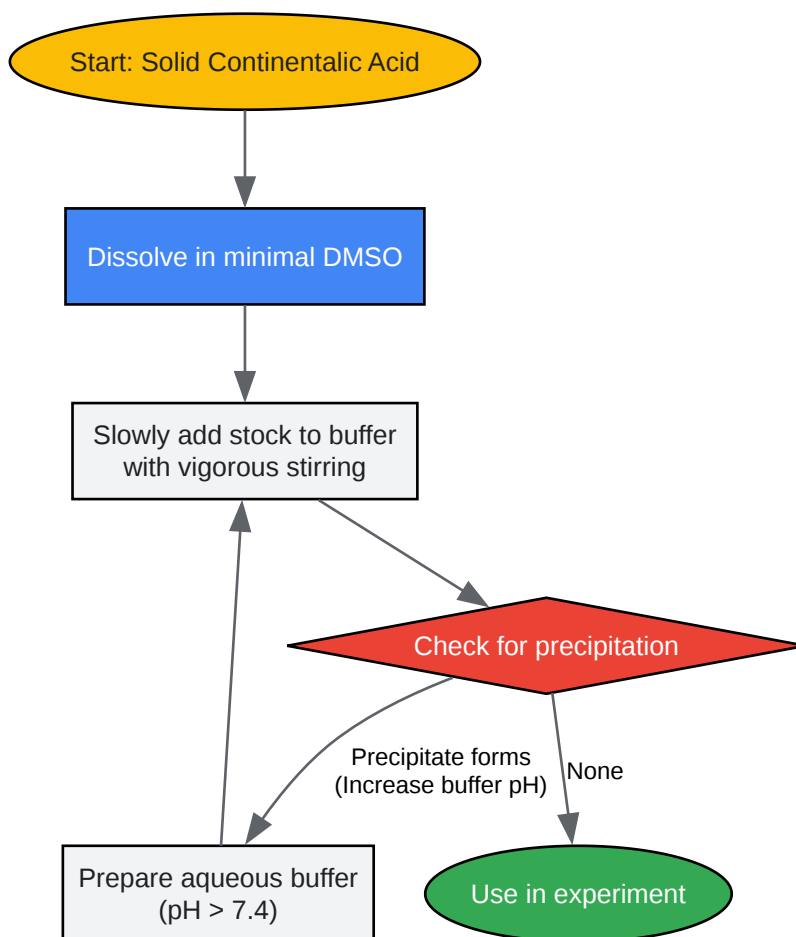 Start: Solid Continentalic Acid
Dissolve in minimal DMSO
Slowly add stock to buffer
with vigorous stirring
Check for precipitation
Precipitate forms
(Increase buffer pH)
None
Prepare aqueous buffer
(pH > 7.4)
Use in experiment